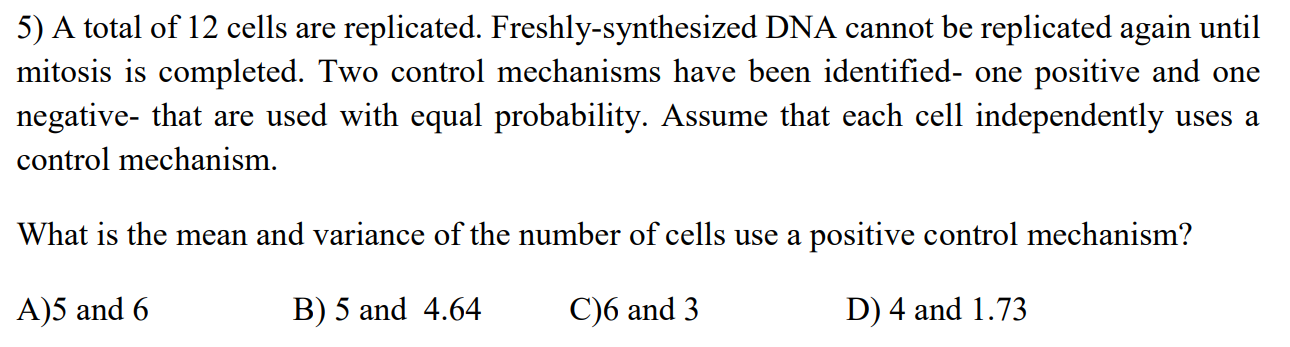 5) A total of 12 cells are replicated. Freshly-synthesized DNA cannot be replicated again until
mitosis is completed. Two control mechanisms have been identified- one positive and one
negative- that are used with equal probability. Assume that each cell independently uses a
control mechanism.
What is the mean and variance of the number of cells use a positive control mechanism?
A)5 and 6 B) 5 and 4.64 C)6 and 3 D) 4 and 1.73